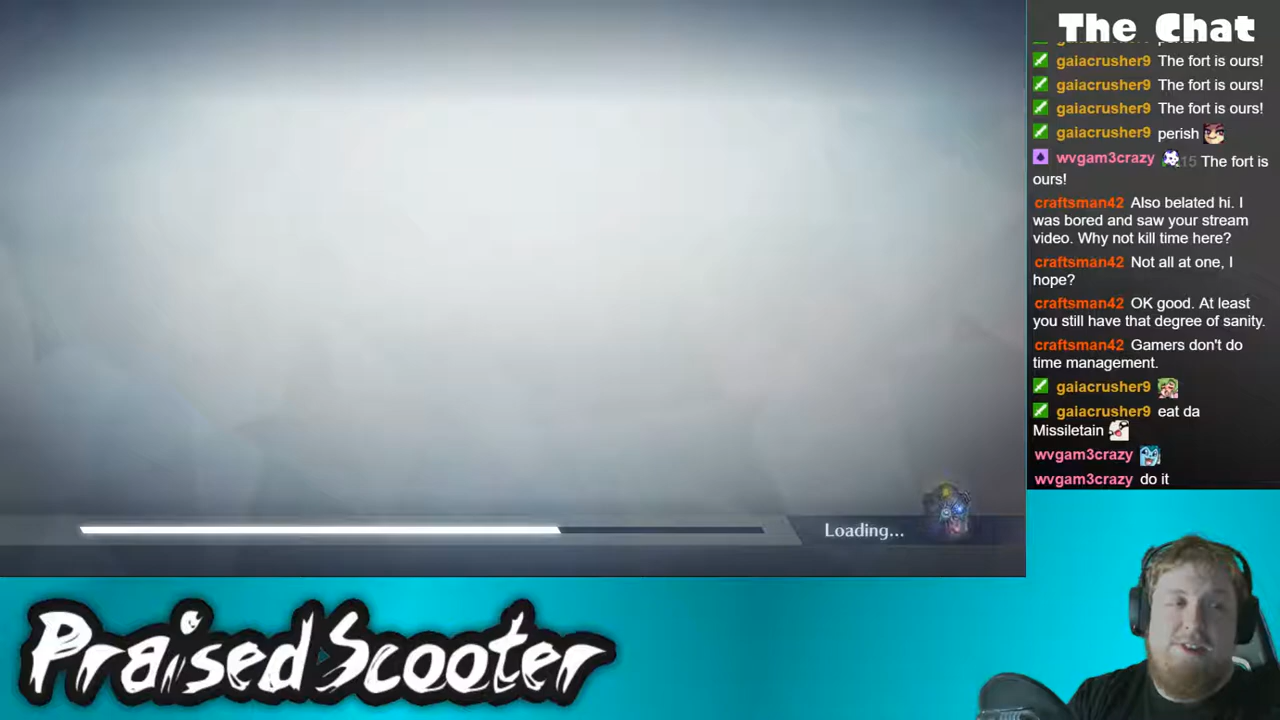 The Chat
gaiacrusher9 The fort is ours!
gaiacrusher9 The fort is ours!
gaiacrusher9 The fort is ours!
gaiacrusher9 perish
wvgam3crazy The fort is
ours!
craftsman42 Also belated hi. I
was bored and saw your stream
video. Why not kill time here?
craftsman42 Not all at one, I
hope?
craftsman42 OK good. At least
you still have that degree of sanity.
craftsman42 Gamers don't do
time management.
gaiacrusher9
gaiacrusher9 eat da
Missiletain
wvgam3crazy
wvgam3crazy do it
Loading...
Praised Scooter